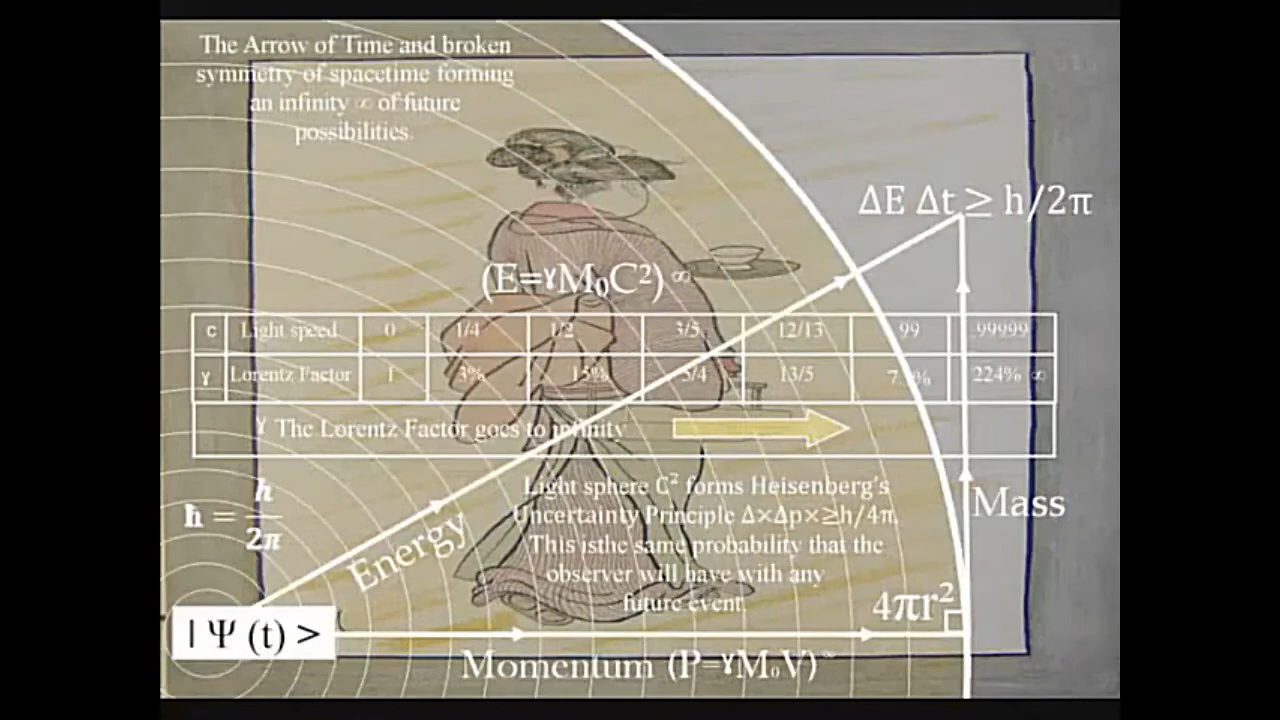 The Arrow of Time and broken
symmetry of spacetime forming
an infinity ∞ of future
possibilities.
ΔE Δt ≥ h/2π
(E=ɣM₀C²) ∞
c Light speed 0 1/4 1/2 3/5 12/13 99 .99999
ɣ Lorentz Factor 1 3% 15% 5/4 13/5 224% ∞
ɣ The Lorentz Factor goes to infinity
Light sphere C² forms Heisenberg's
Uncertainty Principle Δ×Δp×≥h/4π.
This isthe same probability that the
observer will have with any
future event.
ħ = h/2π
Energy
Mass
4πr²
| Ψ (t) >
Momentum (P=ɣM₀V) ∞